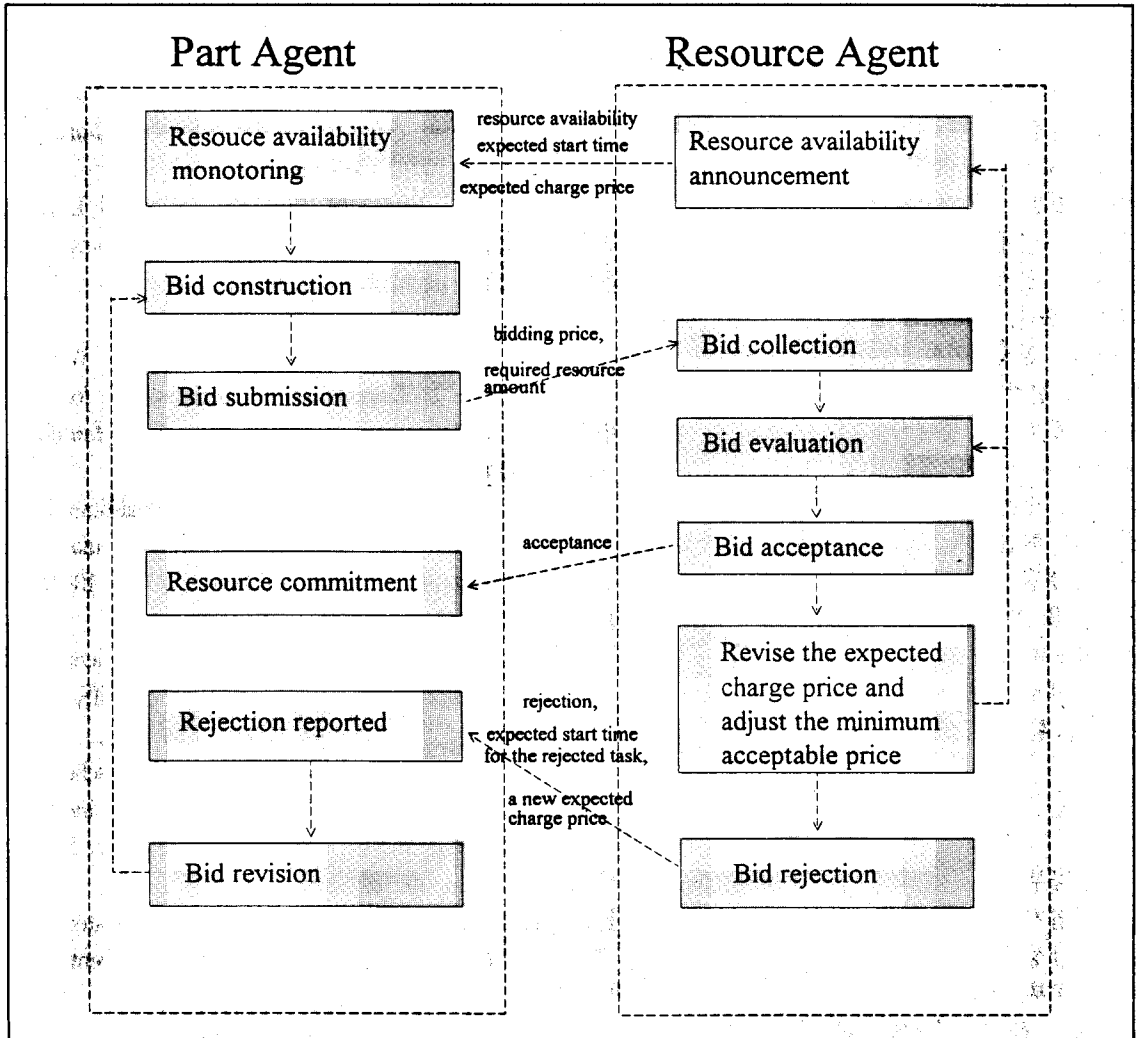 Part Agent
Resource Agent
Resouce availability
monotoring
resource availability
expected start time
expected charge price
Resource availability
announcement
Bid construction
Bid submission
bidding price,
required resource
amount
Bid collection
Bid evaluation
Resource commitment
acceptance
Bid acceptance
Rejection reported
rejection,
expected start time
for the rejected task,
a new expected
charge price
Revise the expected
charge price and
adjust the minimum
acceptable price
Bid revision
Bid rejection